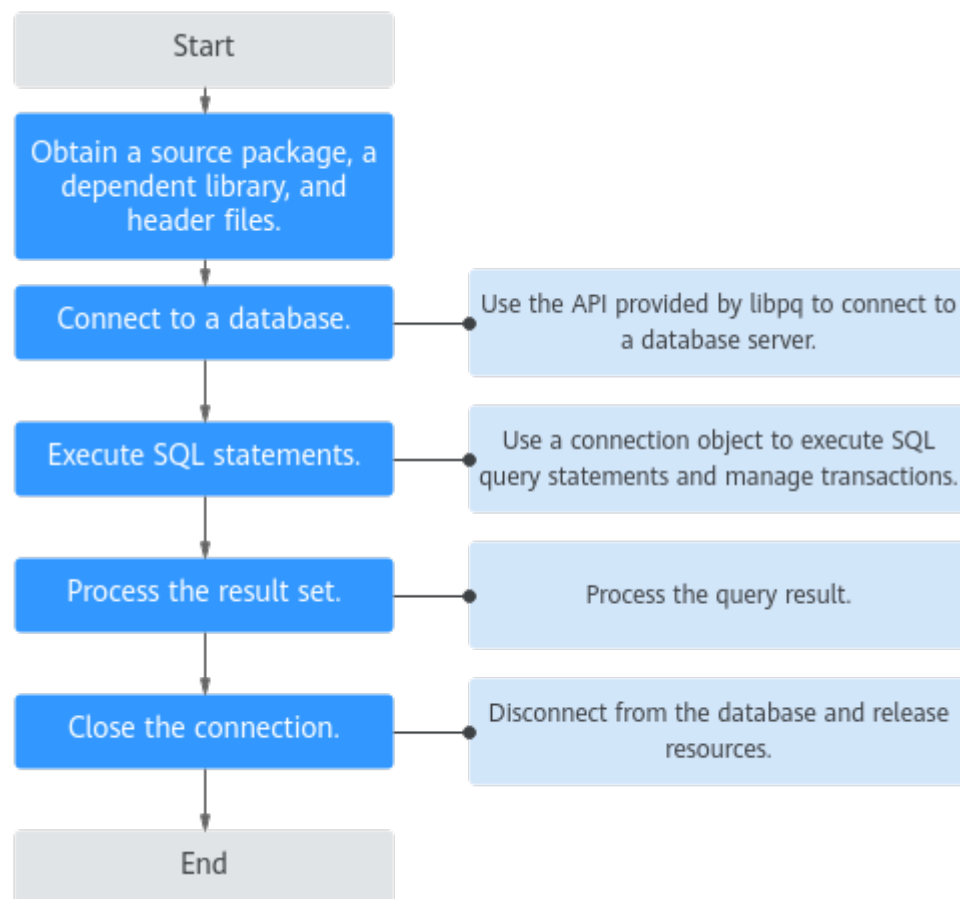 Start
Obtain a source package, a
dependent library, and
header files.
Connect to a database.
Use the API provided by libpq to connect to
a database server.
Execute SQL statements.
Use a connection object to execute SQL
query statements and manage transactions.
Process the result set.
Process the query result.
Close the connection.
Disconnect from the database and release
resources.
End